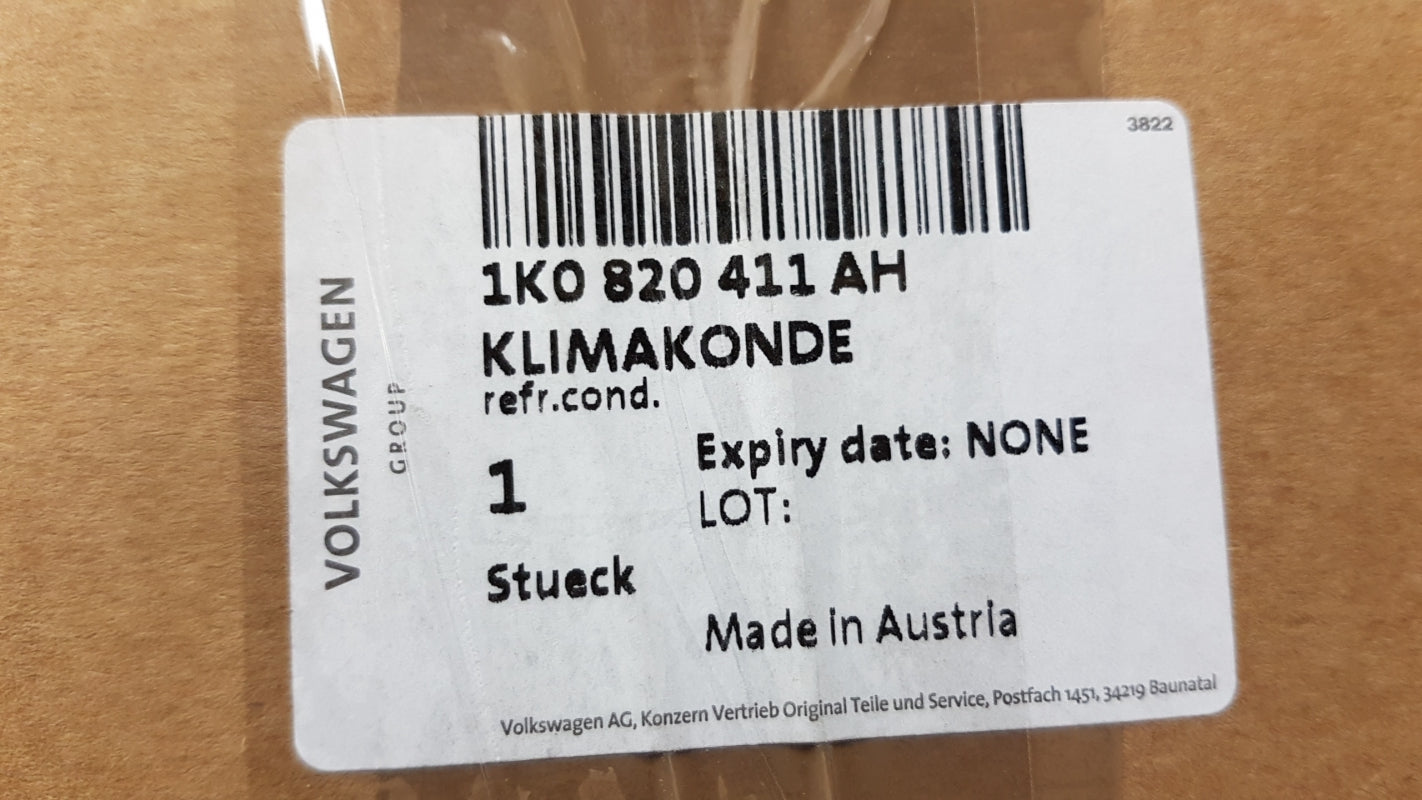 3822
1K0 820 411 AH
KLIMAKONDE
refr.cond.
1
Stueck
Expiry date: NONE
LOT:
Made in Austria
VOLKSWAGEN
GROUP
Volkswagen AG, Konzern Vertrieb Original Teile und Service, Postfach 1451, 34219 Baunatal